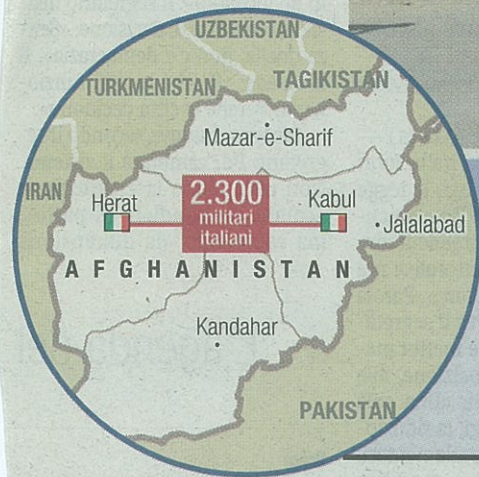 UZBEKISTAN
TURKMENISTAN
TAGIKISTAN
Mazar-e-Sharif
IRAN
Herat
2.300
militari
italiani
Kabul
Jalalabad
AFGHANISTAN
Kandahar
PAKISTAN